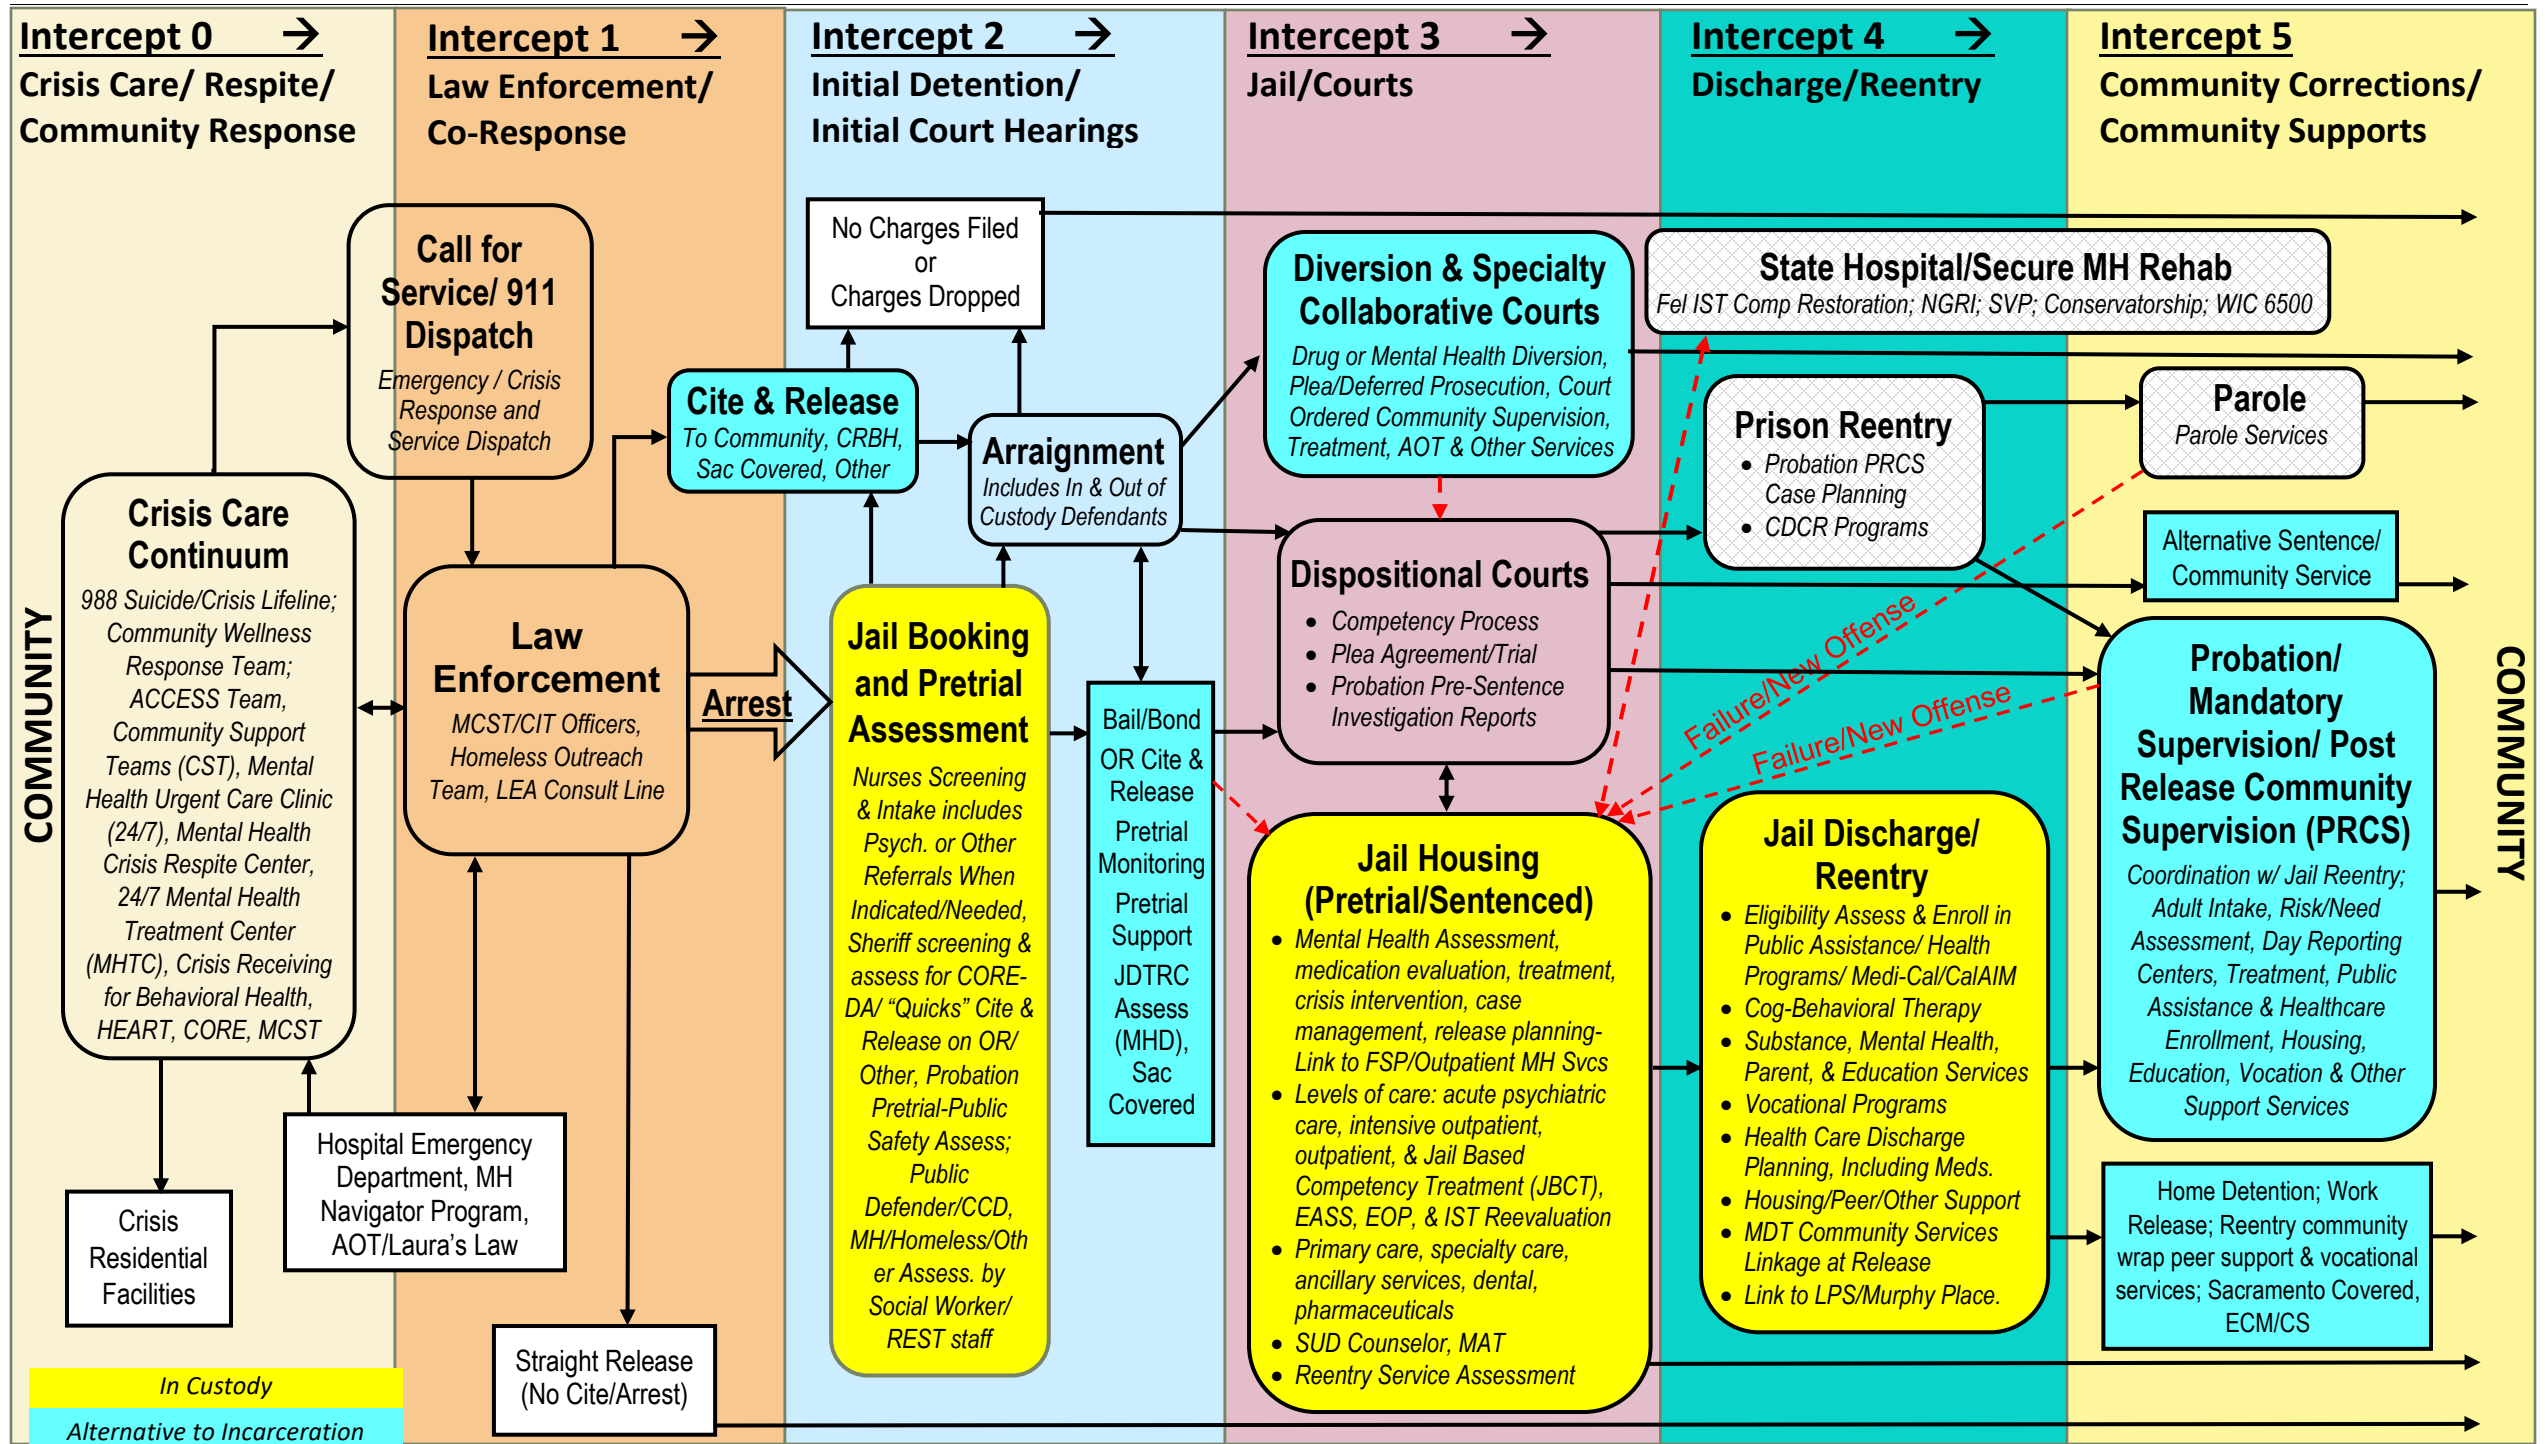 Intercept 0 →
Crisis Care/ Respite/
Community Response
Intercept 1 →
Law Enforcement/
Co-Response
Intercept 2 →
Initial Detention/
Initial Court Hearings
Intercept 3 →
Jail/Courts
Intercept 4 →
Discharge/Reentry
Intercept 5
Community Corrections/
Community Supports
COMMUNITY
Call for
Service/ 911
Dispatch
Emergency / Crisis
Response and
Service Dispatch
Crisis Care
Continuum
988 Suicide/Crisis Lifeline;
Community Wellness
Response Team;
ACCESS Team,
Community Support
Teams (CST), Mental
Health Urgent Care Clinic
(24/7), Mental Health
Crisis Respite Center,
24/7 Mental Health
Treatment Center
(MHTC), Crisis Receiving
for Behavioral Health,
HEART, CORE, MCST
Crisis
Residential
Facilities
Hospital Emergency
Department, MH
Navigator Program,
AOT/Laura's Law
Law
Enforcement
MCST/CIT Officers,
Homeless Outreach
Team, LEA Consult Line
Arrest
Straight Release
(No Cite/Arrest)
Cite & Release
To Community, CRBH,
Sac Covered, Other
No Charges Filed
or
Charges Dropped
Arraignment
Includes In & Out of
Custody Defendants
Jail Booking
and Pretrial
Assessment
Nurses Screening
& Intake includes
Psych. or Other
Referrals When
Indicated/Needed,
Sheriff screening &
assess for CORE-
DA/ “Quicks” Cite &
Release on OR/
Other, Probation
Pretrial-Public
Safety Assess;
Public
Defender/CCD,
MH/Homeless/Oth
er Assess. by
Social Worker/
REST staff
Bail/Bond
OR Cite &
Release
Pretrial
Monitoring
Pretrial
Support
JDTRC
Assess
(MHD),
Sac
Covered
Diversion & Specialty
Collaborative Courts
Drug or Mental Health Diversion,
Plea/Deferred Prosecution, Court
Ordered Community Supervision,
Treatment, AOT & Other Services
Dispositional Courts
• Competency Process
• Plea Agreement/Trial
• Probation Pre-Sentence
Investigation Reports
Jail Housing
(Pretrial/Sentenced)
• Mental Health Assessment,
medication evaluation, treatment,
crisis intervention, case
management, release planning-
Link to FSP/Outpatient MH Svcs
• Levels of care: acute psychiatric
care, intensive outpatient,
outpatient, & Jail Based
Competency Treatment (JBCT),
EASS, EOP, & IST Reevaluation
• Primary care, specialty care,
ancillary services, dental,
pharmaceuticals
• SUD Counselor, MAT
• Reentry Service Assessment
State Hospital/Secure MH Rehab
Fel IST Comp Restoration; NGRI; SVP; Conservatorship; WIC 6500
Prison Reentry
• Probation PRCS
Case Planning
• CDCR Programs
Failure/New Offense
Failure/New Offense
Jail Discharge/
Reentry
• Eligibility Assess & Enroll in
Public Assistance/ Health
Programs/ Medi-Cal/CalAIM
• Cog-Behavioral Therapy
• Substance, Mental Health,
Parent, & Education Services
• Vocational Programs
• Health Care Discharge
Planning, Including Meds.
• Housing/Peer/Other Support
• MDT Community Services
Linkage at Release
• Link to LPS/Murphy Place.
Parole
Parole Services
Alternative Sentence/
Community Service
Probation/
Mandatory
Supervision/ Post
Release Community
Supervision (PRCS)
Coordination w/ Jail Reentry;
Adult Intake, Risk/Need
Assessment, Day Reporting
Centers, Treatment, Public
Assistance & Healthcare
Enrollment, Housing,
Education, Vocation & Other
Support Services
Home Detention; Work
Release; Reentry community
wrap peer support & vocational
services; Sacramento Covered,
ECM/CS
COMMUNITY
In Custody
Alternative to Incarceration